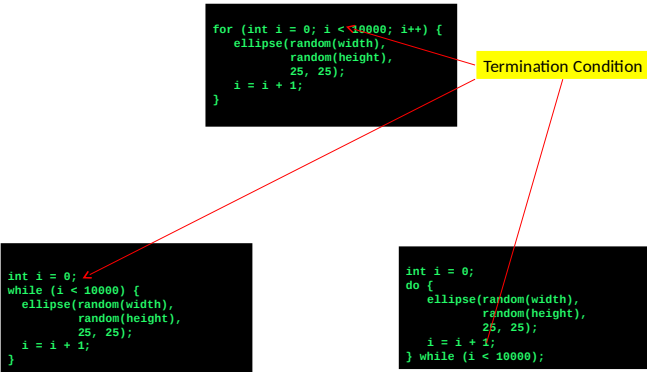 for (int i = 0; i < 10000; i++) {
ellipse(random(width),
random(height),
25, 25);
i = i + 1;
}
Termination Condition
int i = 0;
while (i < 10000) {
ellipse(random(width),
random(height),
25, 25);
i = i + 1;
}
int i = 0;
do {
ellipse(random(width),
random(height),
25, 25);
i = i + 1;
} while (i < 10000);